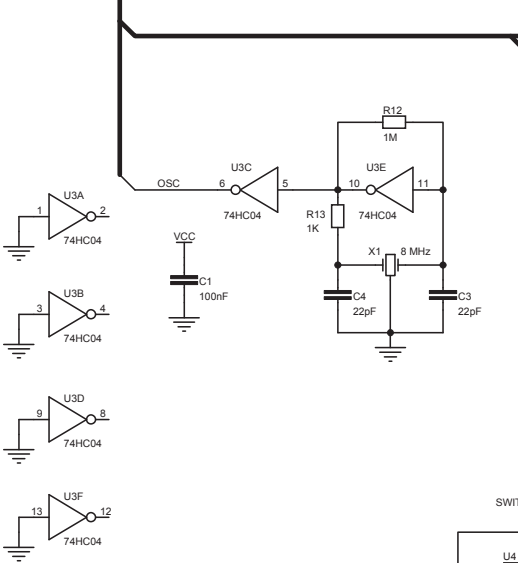 R12
1M
U3C
U3E
OSC
6
5
10
11
74HC04
74HC04
R13
1K
U3A
1
2
74HC04
VCC
X1
8 MHz
C1
100nF
C4
22pF
C3
22pF
U3B
3
4
74HC04
U3D
9
8
74HC04
U3F
13
12
74HC04
SWIT
U4